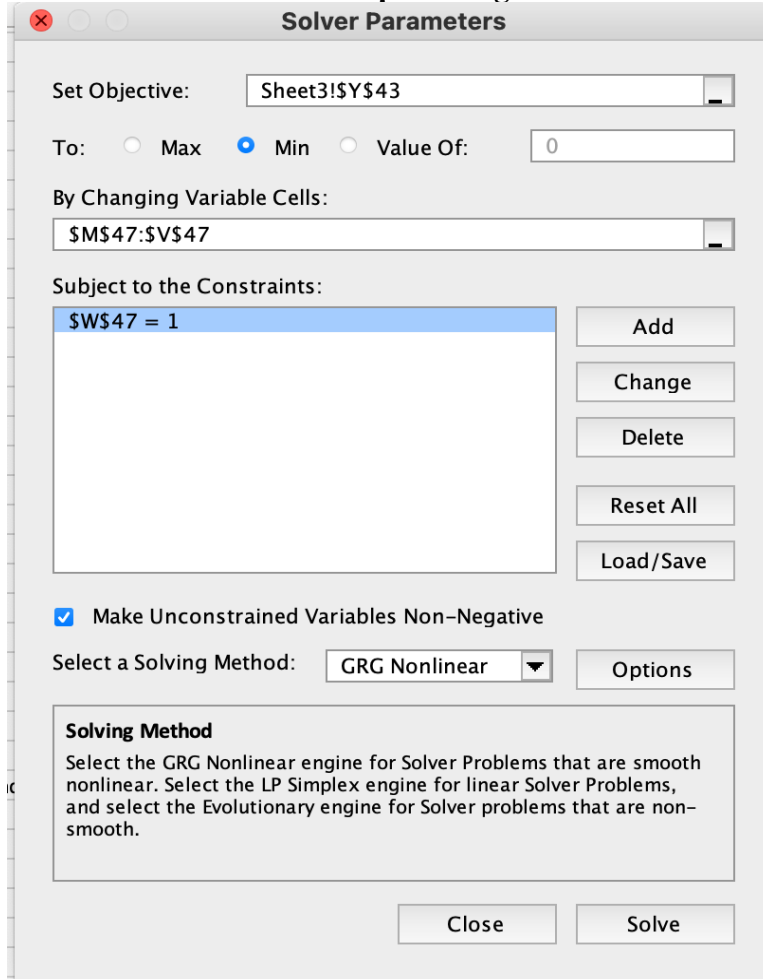 Solver Parameters
Set Objective: Sheet3!$Y$43
To: Max Min Value Of: 0
By Changing Variable Cells:
$M$47:$V$47
Subject to the Constraints:
$W$47 = 1
Add
Change
Delete
Reset All
Load/Save
Make Unconstrained Variables Non-Negative
Select a Solving Method: GRG Nonlinear Options
Solving Method
Select the GRG Nonlinear engine for Solver Problems that are smooth
nonlinear. Select the LP Simplex engine for linear Solver Problems,
and select the Evolutionary engine for Solver problems that are non-
smooth.
Close Solve